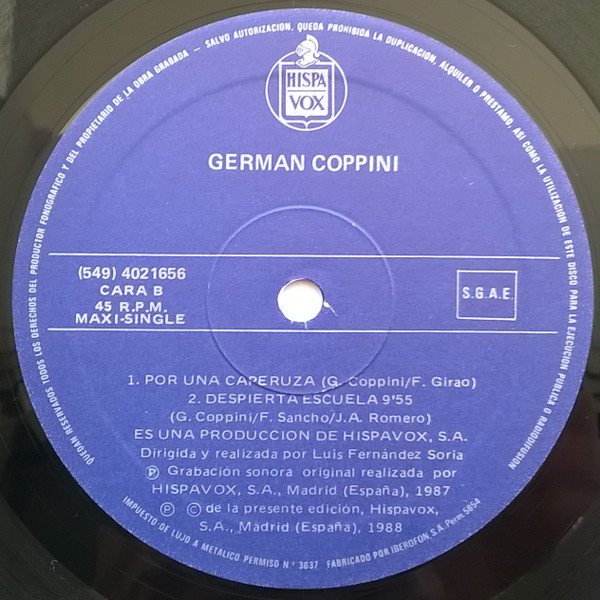 QUEDAN RESERVADOS TODOS LOS DERECHOS DEL PRODUCTOR FONOGRAFICO Y DEL PROPIETARIO DE LA OBRA GRABADA - SALVO AUTORIZACION, QUEDA PROHIBIDA LA DUPLICACION, ALQUILER O PRESTAMO, ASI COMO LA UTILIZACION DE ESTE DISCO PARA LA EJECUCION PUBLICA O RADIODIFUSION
HISPA
VOX
GERMAN COPPINI
(549) 4021656
CARA B
45 R.P.M.
MAXI-SINGLE
S.G.A.E.
1. POR UNA CAPERUZA (G. Coppini/F. Girao)
2. DESPIERTA ESCUELA 9'55
(G. Coppini/F. Sancho/J.A. Romero)
ES UNA PRODUCCION DE HISPAVOX, S.A.
Dirigida y realizada por Luis Fernández Soria
Ⓟ Grabación sonora original realizada por
HISPAVOX, S.A., Madrid (España), 1987
Ⓟ © de la presente edición, Hispavox,
S.A., Madrid (España), 1988
IMPUESTO DE LUJO A METALICO PERMISO N.º 3637 FABRICADO POR IBEROFON, S.A. Perm. 5854